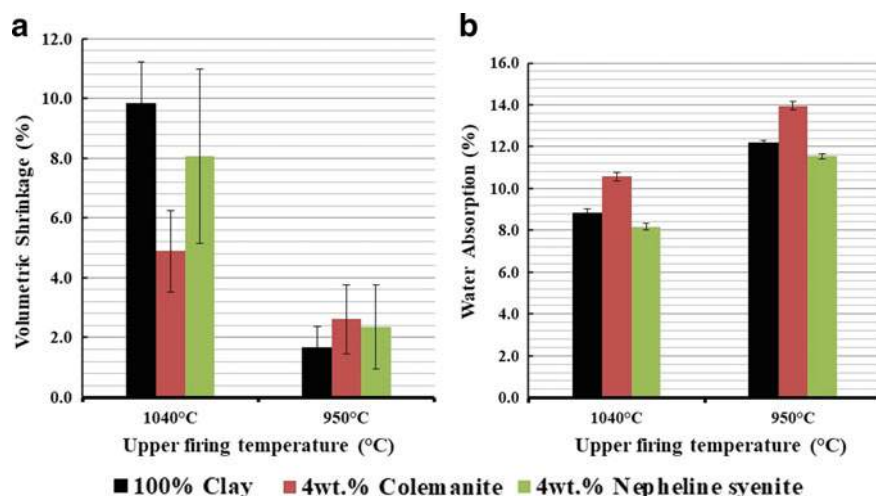 a
b
Volumetric Shrinkage (%)
12.0
10.0
8.0
6.0
4.0
2.0
0.0
1040°C
950°C
Upper firing temperature (°C)
Water Absorption (%)
16.0
14.0
12.0
10.0
8.0
6.0
4.0
2.0
0.0
1040°C
950°C
Upper firing temperature (°C)
100% Clay
4wt.% Colemanite
4wt.% Nepheline syenite